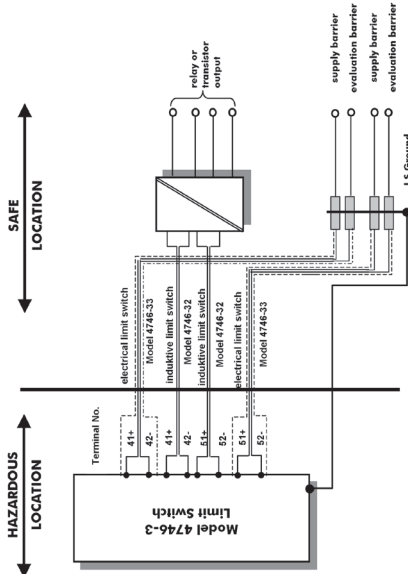 relay or
transistor
output
supply barrier
evaluation barrier
supply barrier
evaluation barrier
I.S Ground
SAFE
LOCATION
electrical limit switch
Model 4746-33
induktive limit switch
Model 4746-32
induktive limit switch
Model 4746-32
electrical limit switch
Model 4746-33
Terminal No.
41+
42-
41+
42-
51+
52-
51+
52-
HAZARDOUS
LOCATION
Model 4746-3
Limit Switch